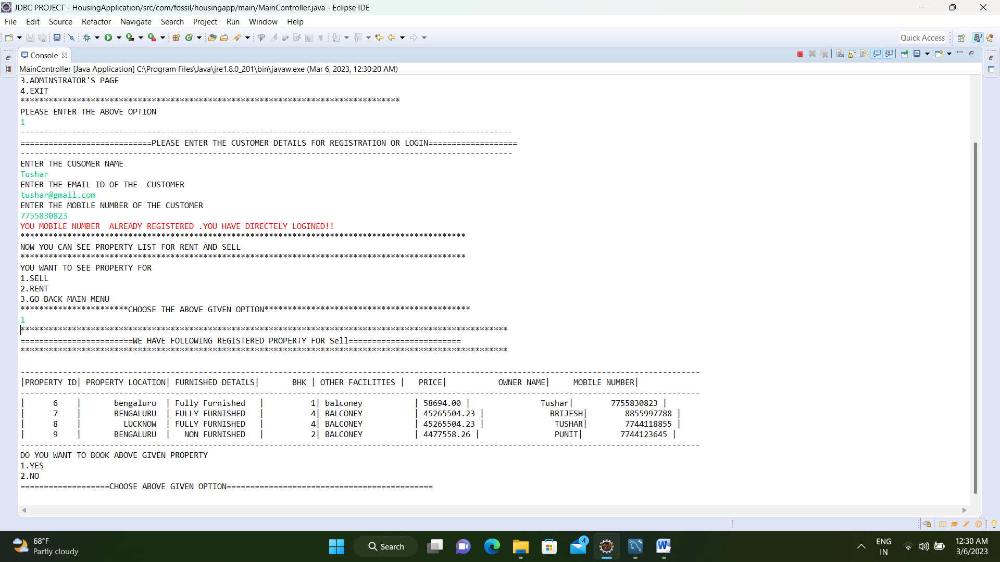 JDBC PROJECT - HousingApplication/src/com/fossil/housingapp/main/MainController.java - Eclipse IDE
File Edit Source Refactor Navigate Search Project Run Window Help
Quick Access
Console
MainController [Java Application] C:\Program Files\Java\jre1.8.0_201\bin\javaw.exe (Mar 6, 2023, 12:30:20 AM)
3.ADMINSTRATOR'S PAGE
4.EXIT
*********************************************************************************
PLEASE ENTER THE ABOVE OPTION
1
---------------------------------------------------------------------------------------------------------
============================PLEASE ENTER THE CUSTOMER DETAILS FOR REGISTRATION OR LOGIN===================
---------------------------------------------------------------------------------------------------------
ENTER THE CUSOMER NAME
Tushar
ENTER THE EMAIL ID OF THE  CUSTOMER
tushar@gmail.com
ENTER THE MOBILE NUMBER OF THE CUSTOMER
7755830823
YOU MOBILE NUMBER  ALREADY REGISTERED .YOU HAVE DIRECTELY LOGINED!!
***********************************************************************************************
NOW YOU CAN SEE PROPERTY LIST FOR RENT AND SELL
***********************************************************************************************
YOU WANT TO SEE PROPERTY FOR
1.SELL
2.RENT
3.GO BACK MAIN MENU
***********************CHOOSE THE ABOVE GIVEN OPTION********************************************
1
********************************************************************************************************
========================WE HAVE FOLLOWING REGISTERED PROPERTY FOR Sell========================
********************************************************************************************************
-------------------------------------------------------------------------------------------------------------------------------------------------
|PROPERTY ID| PROPERTY LOCATION| FURNISHED DETAILS|       BHK | OTHER FACILITIES |   PRICE|           OWNER NAME|     MOBILE NUMBER|
-------------------------------------------------------------------------------------------------------------------------------------------------
|      6    |       bengaluru  | Fully Furnished   |          1| balconey           | 58694.00 |               Tushar|        7755830823 |
|      7    |       BENGALURU  | FULLY FURNISHED   |          4| BALCONEY           | 45265504.23 |              BRIJESH|        8855997788 |
|      8    |         LUCKNOW  | FULLY FURNISHED   |          4| BALCONEY           | 45265504.23 |               TUSHAR|        7744118855 |
|      9    |       BENGALURU  |   NON FURNISHED   |          2| BALCONEY           | 4477558.26 |                PUNIT|        7744123645 |
-------------------------------------------------------------------------------------------------------------------------------------------------
DO YOU WANT TO BOOK ABOVE GIVEN PROPERTY
1.YES
2.NO
===================CHOOSE ABOVE GIVEN OPTION============================================
68°F
Partly cloudy
Search
4
ENG
IN
12:30 AM
3/6/2023